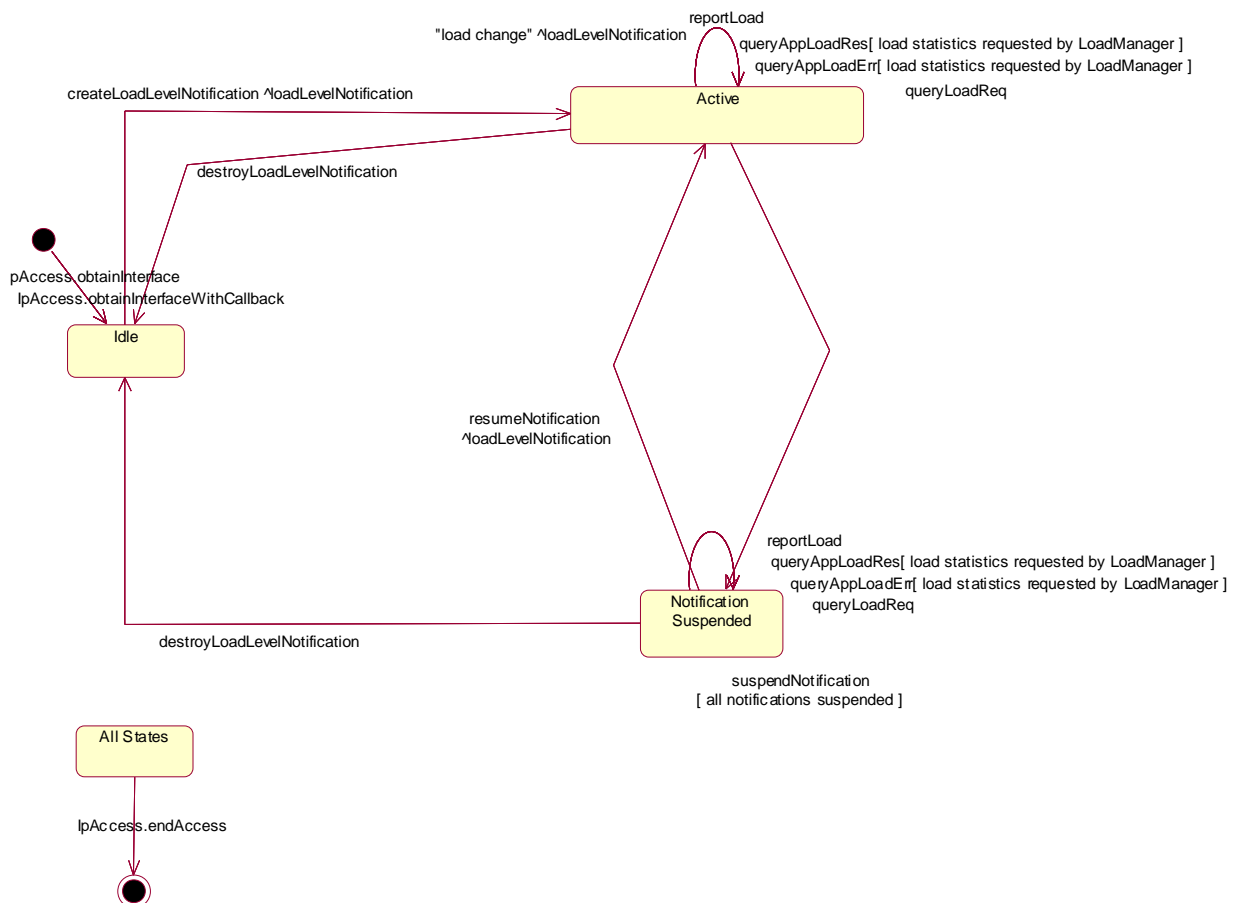 reportLoad
"load change" ^loadLevelNotification
queryAppLoadRes[ load statistics requested by LoadManager ]
queryAppLoadErr[ load statistics requested by LoadManager ]
queryLoadReq
createLoadLevelNotification ^loadLevelNotification
Active
destroyLoadLevelNotification
pAccess.obtainInterface
IpAccess.obtainInterfaceWithCallback
Idle
resumeNotification
^loadLevelNotification
reportLoad
queryAppLoadRes[ load statistics requested by LoadManager ]
queryAppLoadErr[ load statistics requested by LoadManager ]
queryLoadReq
Notification
Suspended
destroyLoadLevelNotification
suspendNotification
[ all notifications suspended ]
All States
IpAccess.endAccess